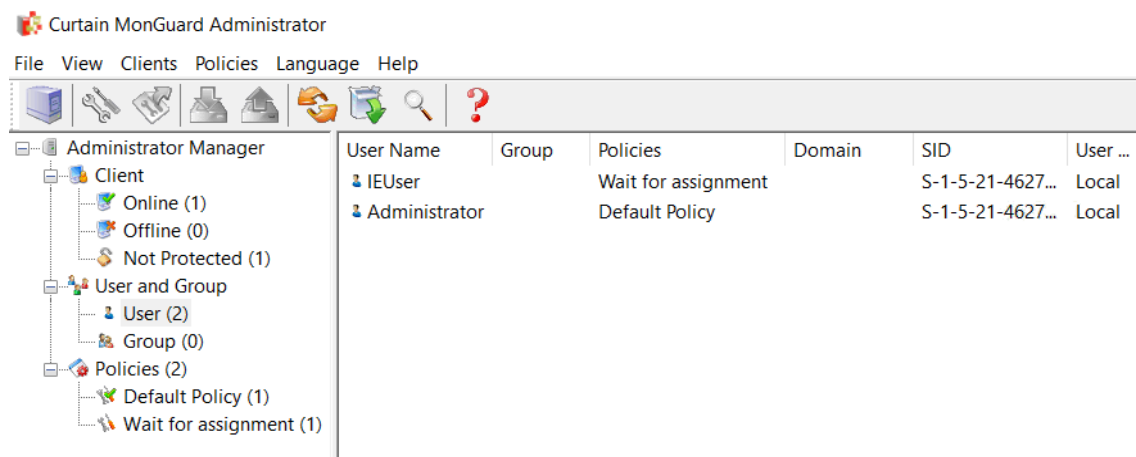 Curtain MonGuard Administrator
File View Clients Policies Language Help
Administrator Manager
Client
Online (1)
Offline (0)
Not Protected (1)
User and Group
User (2)
Group (0)
Policies (2)
Default Policy (1)
Wait for assignment (1)
User Name Group Policies Domain SID User ...
IEUser Wait for assignment S-1-5-21-4627... Local
Administrator Default Policy S-1-5-21-4627... Local